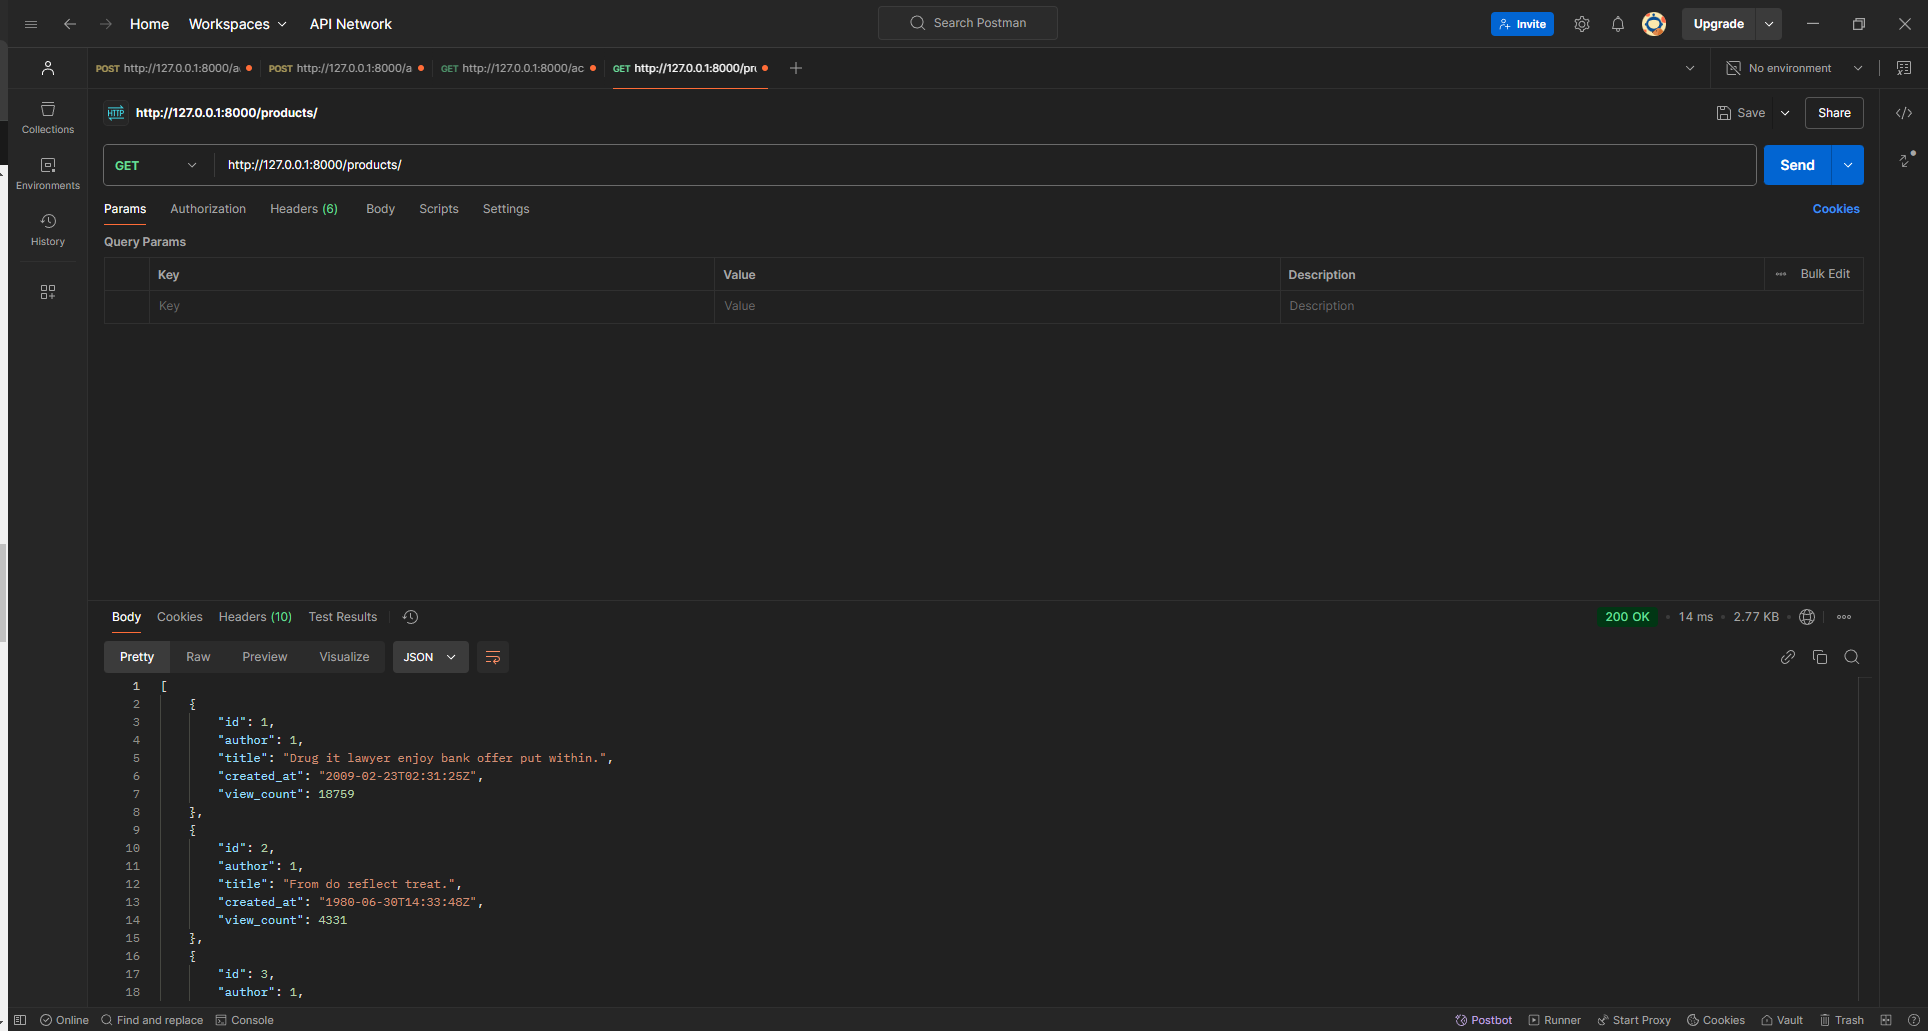 Home Workspaces API Network Search Postman Invite Upgrade
POST http://127.0.0.1:8000/a POST http://127.0.0.1:8000/a GET http://127.0.0.1:8000/ac GET http://127.0.0.1:8000/pr No environment
Collections
Environments
History
HTTP http://127.0.0.1:8000/products/ Save Share
GET http://127.0.0.1:8000/products/ Send
Params Authorization Headers (6) Body Scripts Settings Cookies
Query Params
Key Value Description Bulk Edit
Key Value Description
Body Cookies Headers (10) Test Results 200 OK • 14 ms • 2.77 KB
Pretty Raw Preview Visualize JSON
1 [
2 {
3 "id": 1,
4 "author": 1,
5 "title": "Drug it lawyer enjoy bank offer put within.",
6 "created_at": "2009-02-23T02:31:25Z",
7 "view_count": 18759
8 },
9 {
10 "id": 2,
11 "author": 1,
12 "title": "From do reflect treat.",
13 "created_at": "1980-06-30T14:33:48Z",
14 "view_count": 4331
15 },
16 {
17 "id": 3,
18 "author": 1,
Online Find and replace Console Postbot Runner Start Proxy Cookies Vault Trash